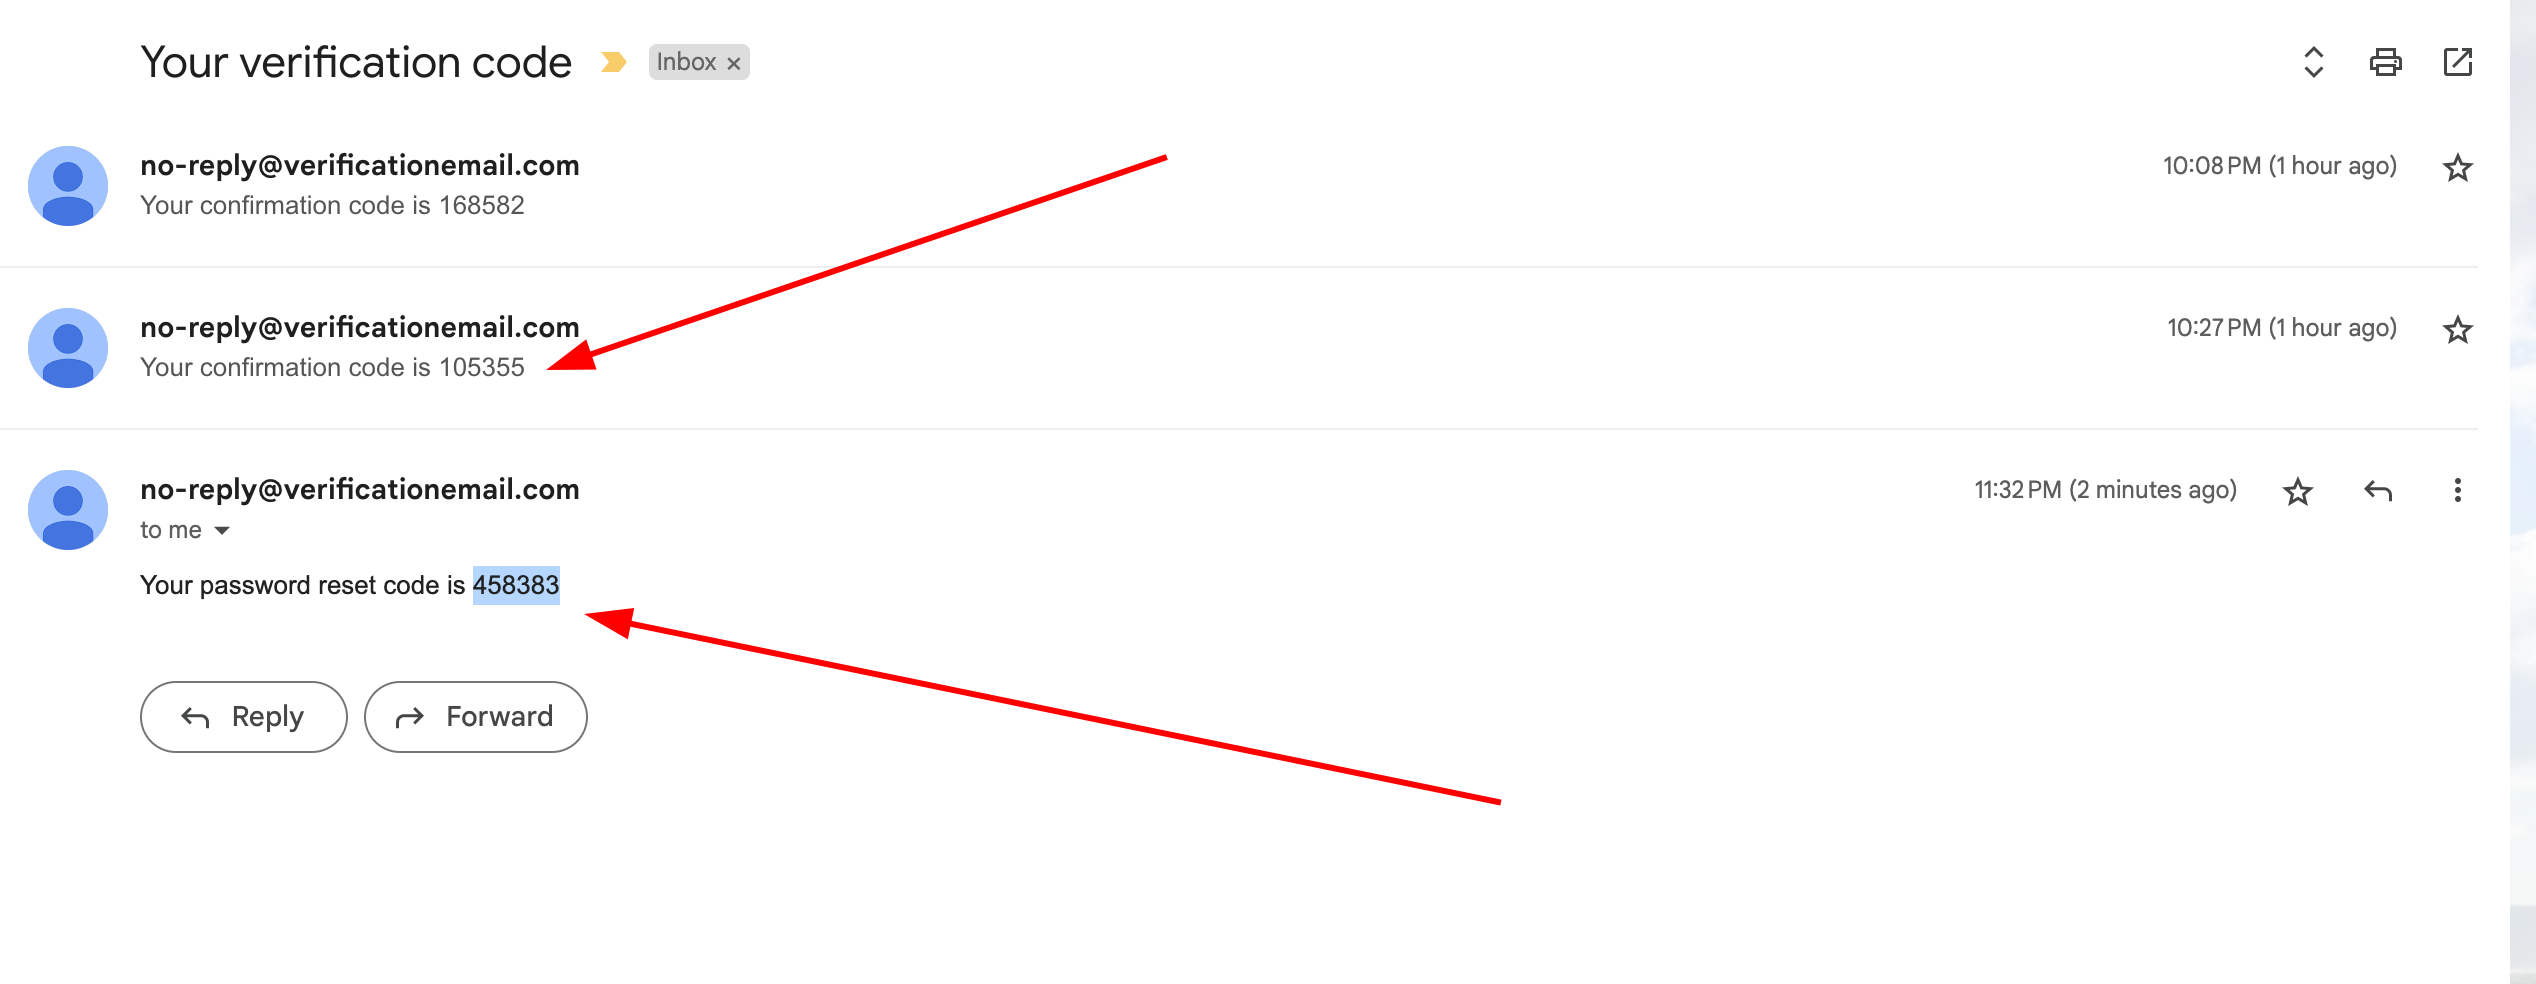 Your verification code Inbox ×
no-reply@verificationemail.com 10:08 PM (1 hour ago)
Your confirmation code is 168582
no-reply@verificationemail.com 10:27 PM (1 hour ago)
Your confirmation code is 105355
no-reply@verificationemail.com 11:32 PM (2 minutes ago)
to me
Your password reset code is 458383
Reply Forward